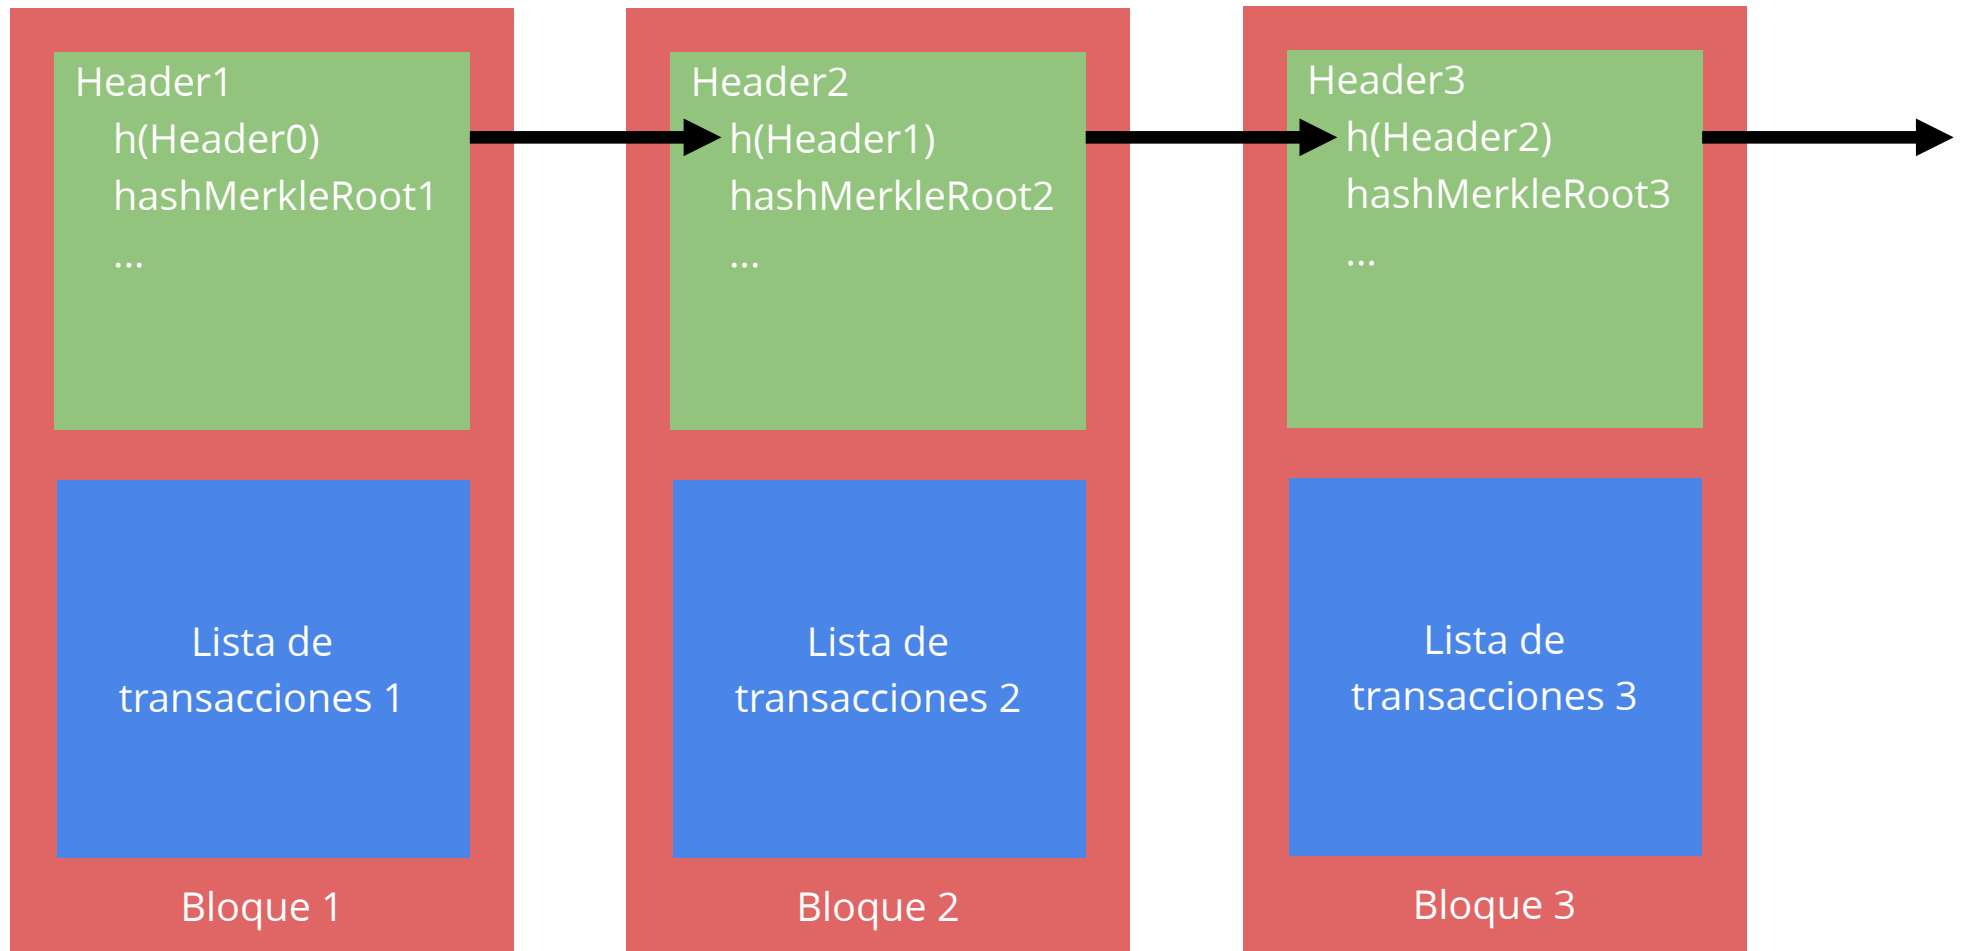 Header1
h(Header0)
hashMerkleRoot1
...
Lista de
transacciones 1
Bloque 1
Header2
h(Header1)
hashMerkleRoot2
...
Lista de
transacciones 2
Bloque 2
Header3
h(Header2)
hashMerkleRoot3
...
Lista de
transacciones 3
Bloque 3